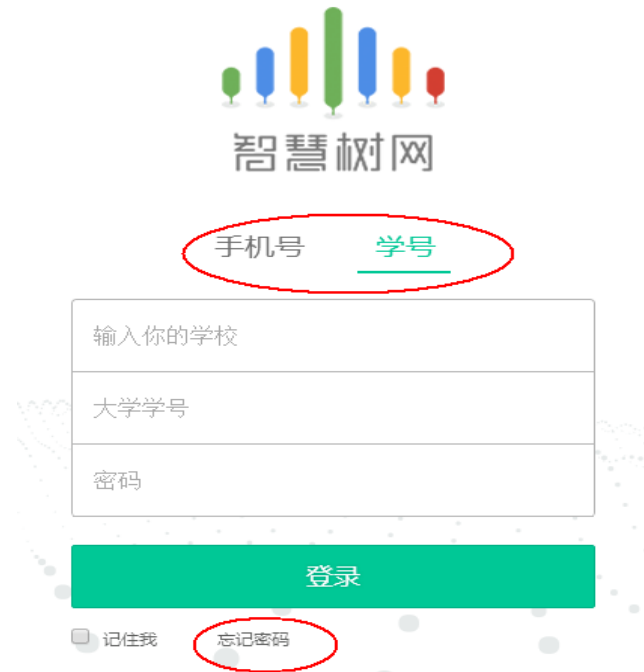 智慧树网
手机号 学号
输入你的学校
大学学号
密码
登录
记住我 忘记密码